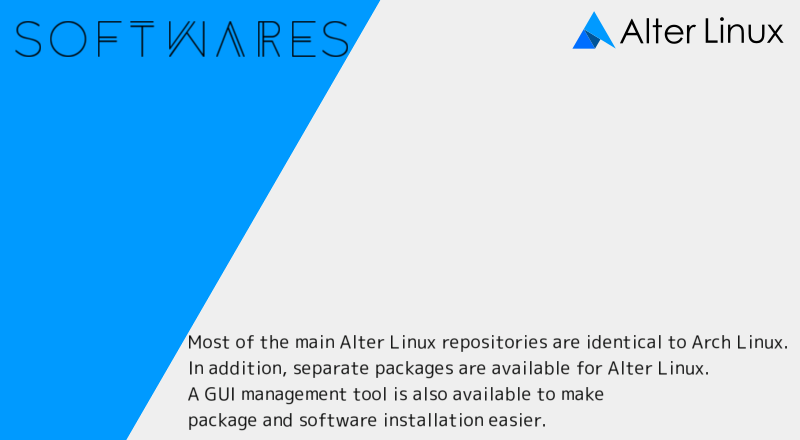 SOFTWARES
Alter Linux
Most of the main Alter Linux repositories are identical to Arch Linux.
In addition, separate packages are available for Alter Linux.
A GUI management tool is also available to make
package and software installation easier.